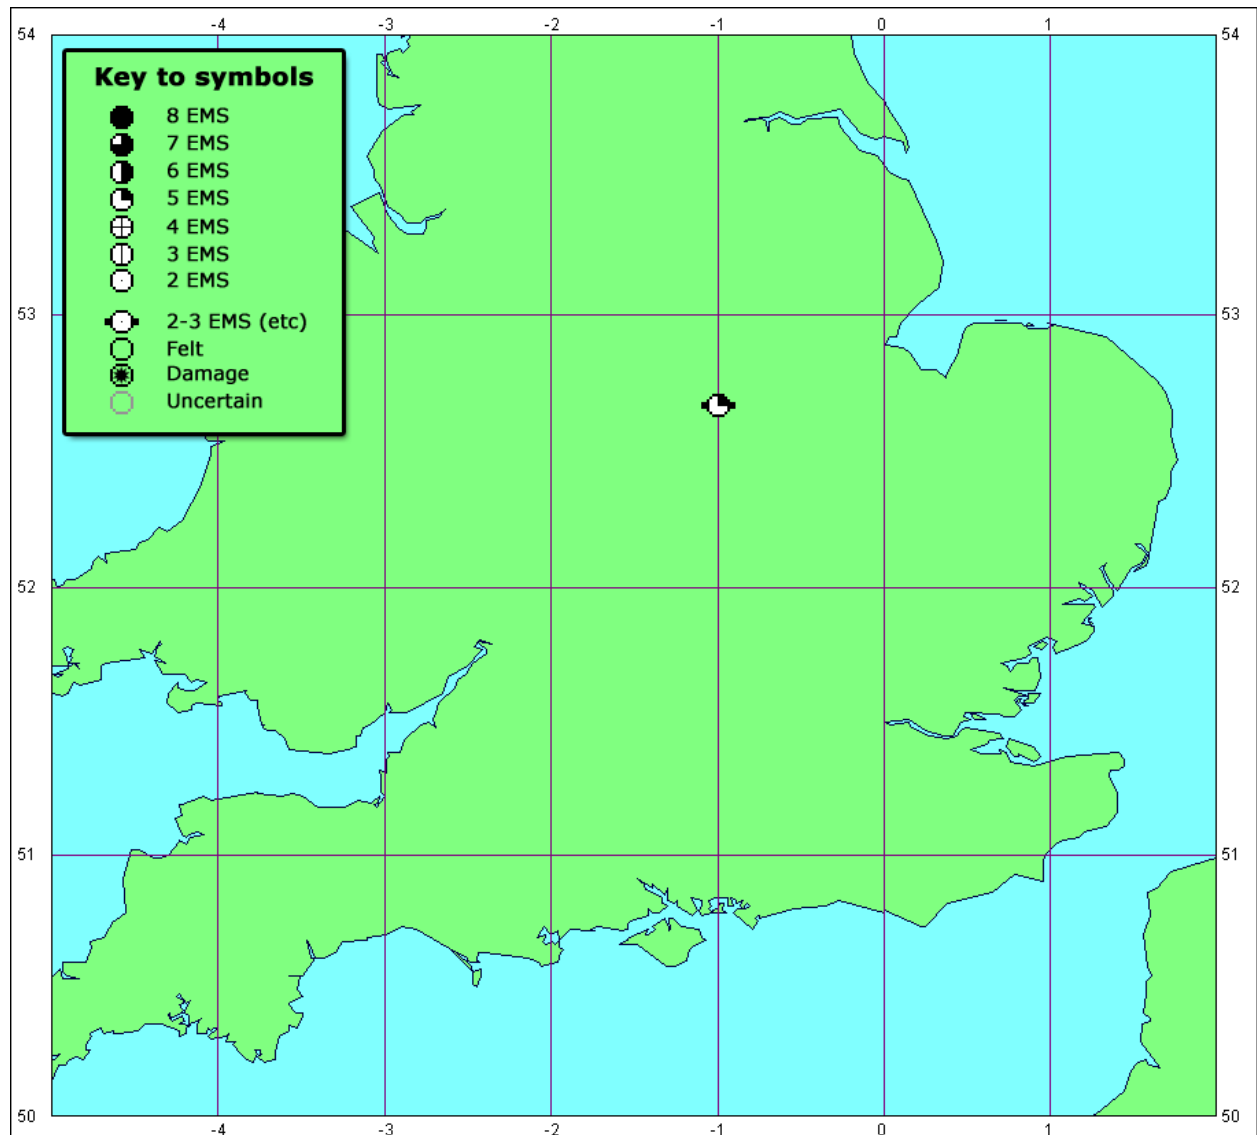 -4 -3 -2 -1 0 1
54 54
Key to symbols
8 EMS
7 EMS
6 EMS
5 EMS
4 EMS
3 EMS
2 EMS
2-3 EMS (etc)
Felt
Damage
Uncertain
53 53
52 52
51 51
50 50
-4 -3 -2 -1 0 1